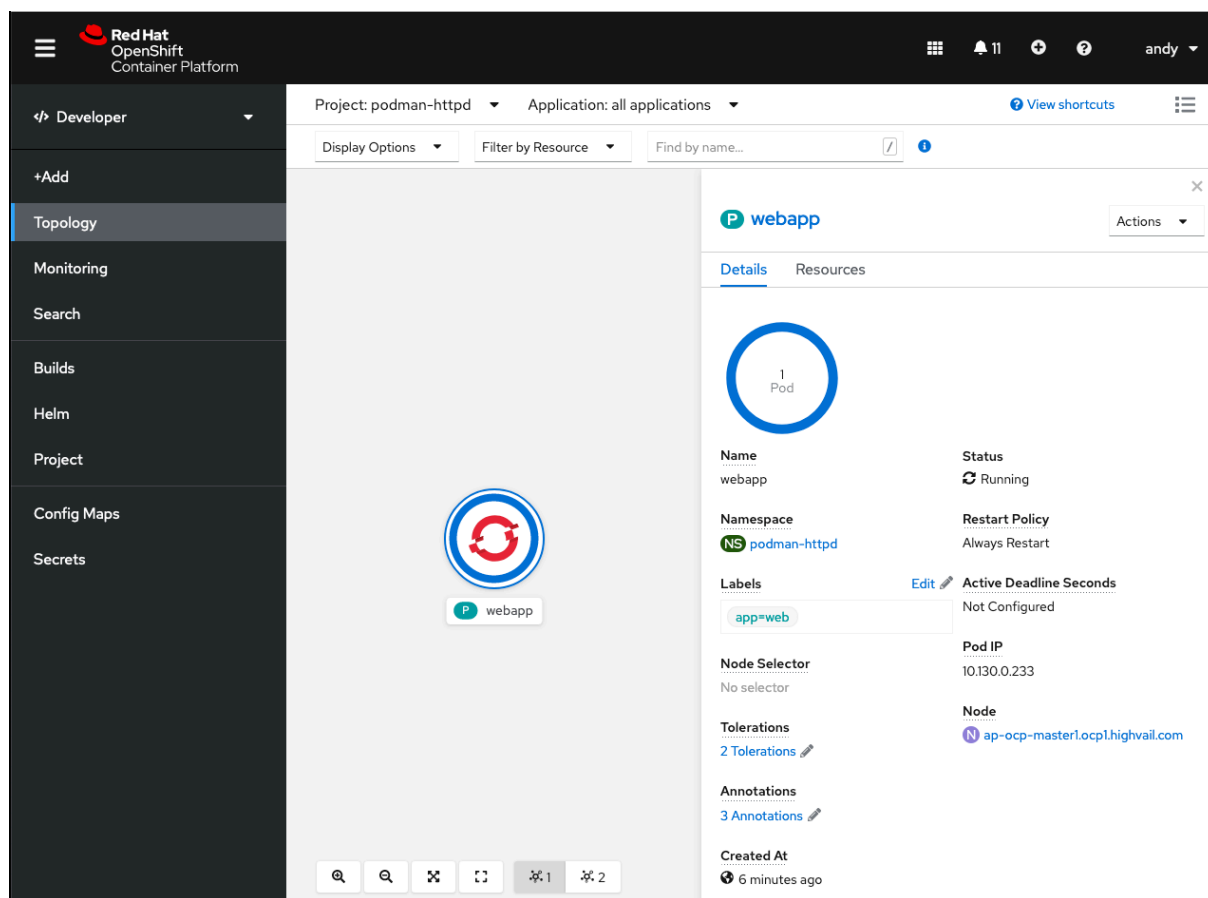 Red Hat
OpenShift
Container Platform
11
andy
Developer
+Add
Topology
Monitoring
Search
Builds
Helm
Project
Config Maps
Secrets
Project: podman-httpd
Application: all applications
View shortcuts
Display Options
Filter by Resource
Find by name...
/
P webapp
Actions
Details Resources
1
Pod
Name
webapp
Status
Running
Namespace
NS podman-httpd
Restart Policy
Always Restart
Labels
Edit
app=web
Active Deadline Seconds
Not Configured
Node Selector
No selector
Pod IP
10.130.0.233
Tolerations
2 Tolerations
Node
N ap-ocp-master1.ocp1.highvail.com
Annotations
3 Annotations
Created At
6 minutes ago
P webapp
1
2